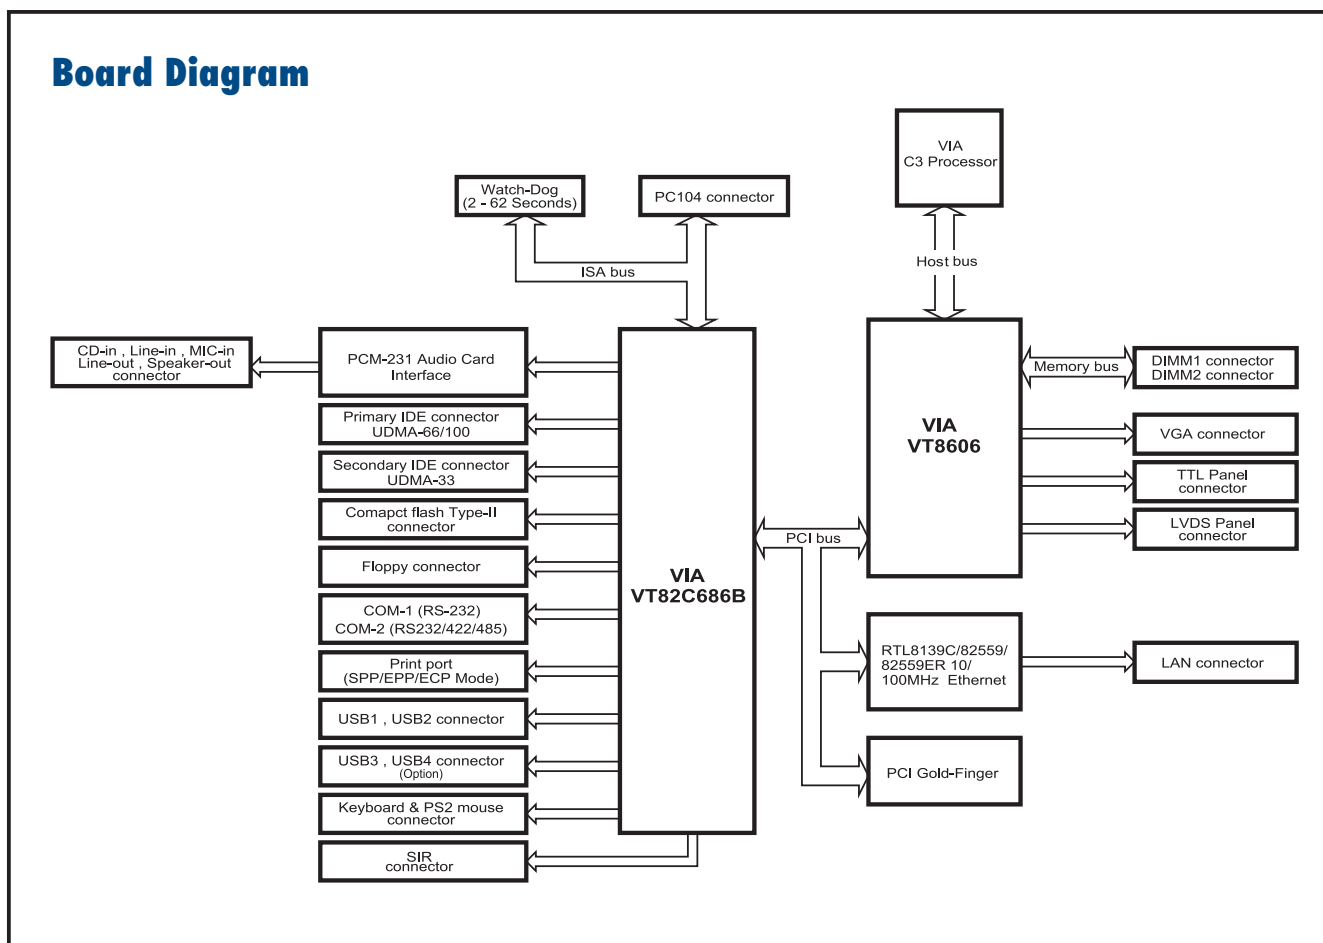 Board Diagram
VIA
C3 Processor
Watch-Dog
(2 - 62 Seconds)
PC104 connector
ISA bus
Host bus
CD-in , Line-in , MIC-in
Line-out , Speaker-out
connector
PCM-231 Audio Card
Interface
Primary IDE connector
UDMA-66/100
Secondary IDE connector
UDMA-33
Comapct flash Type-II
connector
Floppy connector
COM-1 (RS-232)
COM-2 (RS232/422/485)
Print port
(SPP/EPP/ECP Mode)
USB1 , USB2 connector
USB3 , USB4 connector
(Option)
Keyboard & PS2 mouse
connector
SIR
connector
VIA
VT82C686B
PCI bus
VIA
VT8606
Memory bus
DIMM1 connector
DIMM2 connector
VGA connector
TTL Panel
connector
LVDS Panel
connector
RTL8139C/82559/
82559ER 10/
100MHz Ethernet
LAN connector
PCI Gold-Finger